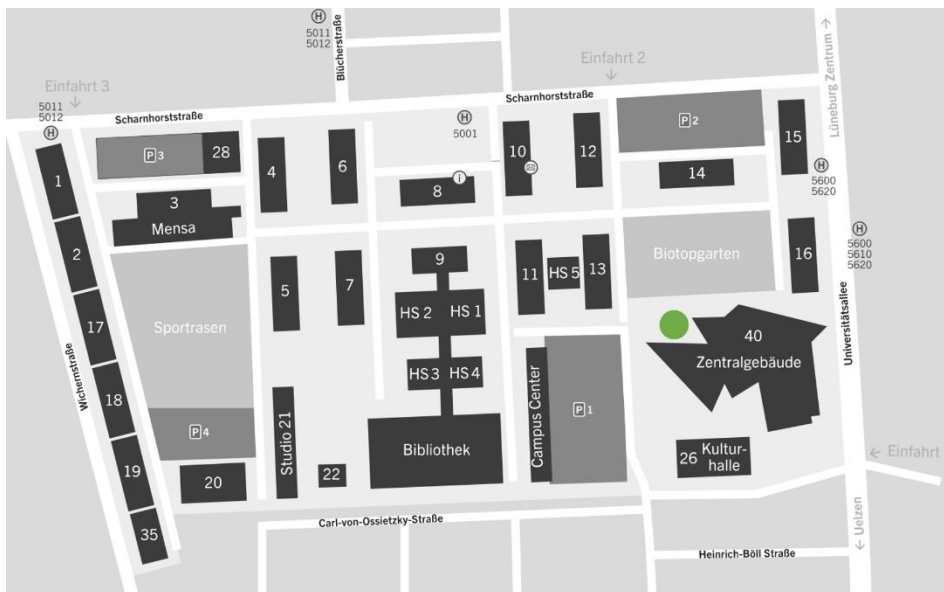 Ⓗ
5011
5012
Blücherstraße
Einfahrt 3
↓
Einfahrt 2
↓
Lüneburg Zentrum →
5011
5012
Ⓗ
Scharnhorststraße
Scharnhorststraße
Ⓗ
5001
P 3
28
P 2
1
4
6
10
12
15
i
8
14
Ⓗ
5600
5620
3
Mensa
2
5
7
9
11
HS 5
13
Biotopgarten
16
Ⓗ
5600
5610
5620
Universitätsallee
17
Sportrasen
HS 2
HS 1
40
Zentralgebäude
Wichernstraße
18
HS 3
HS 4
Campus Center
P 1
P 4
Studio 21
Bibliothek
19
20
22
26 Kultur-
halle
← Einfahrt
35
Carl-von-Ossietzky-Straße
← Uelzen
Heinrich-Böll Straße